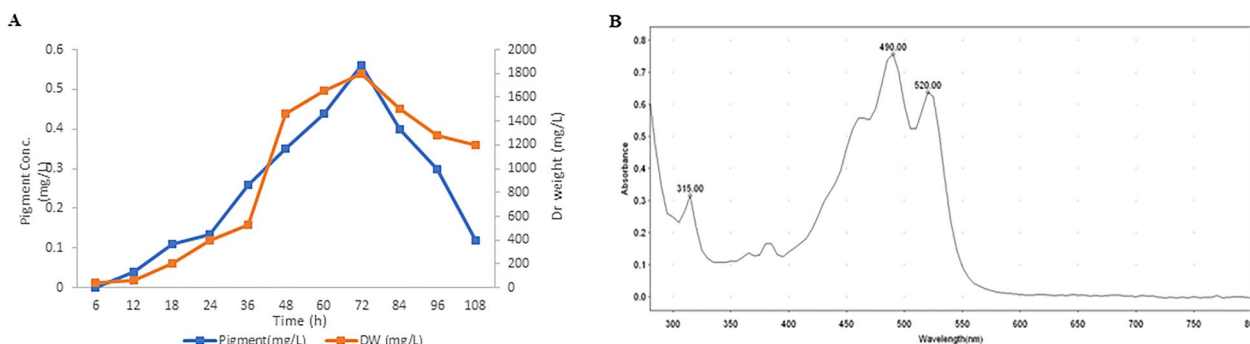 A
Pigment Conc.
(mg/L)
0.6
0.5
0.4
0.3
0.2
0.1
0
2000
1800
1600
1400
1200
1000
800
600
400
200
0
Dr weight (mg/L)
6 12 18 24 36 48 60 72 84 96 108
Time (h)
Pigment(mg/L) DW (mg/L)
B
Absorbance
0.8
0.7
0.6
0.5
0.4
0.3
0.2
0.1
0.0
490.00
520.00
315.00
300 350 400 450 500 550 600 650 700 750 800
Wavelength(nm)